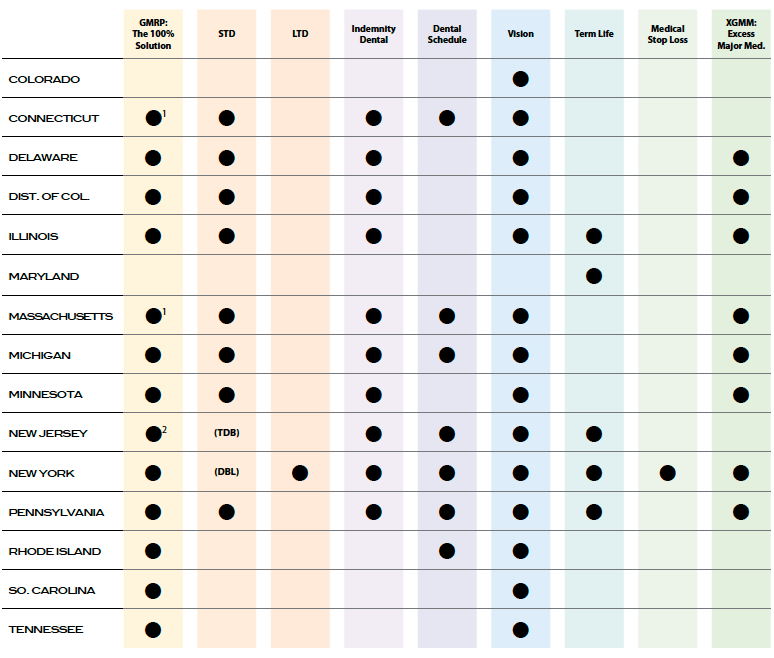 GMRP:
The 100%
Solution
STD
LTD
Indemnity
Dental
Dental
Schedule
Vision
Term Life
Medical
Stop Loss
XGMM:
Excess
Major Med.
COLORADO
CONNECTICUT ●1 ● ● ● ●
DELAWARE ● ● ● ● ●
DIST. OF COL. ● ● ● ● ●
ILLINOIS ● ● ● ● ● ●
MARYLAND ●
MASSACHUSETTS ●1 ● ● ● ● ●
MICHIGAN ● ● ● ● ● ●
MINNESOTA ● ● ● ● ●
NEW JERSEY ●2 (TDB) ● ● ● ●
NEW YORK ● (DBL) ● ● ● ● ● ● ●
PENNSYLVANIA ● ● ● ● ● ● ●
RHODE ISLAND ● ● ●
SO. CAROLINA ● ●
TENNESSEE ● ●